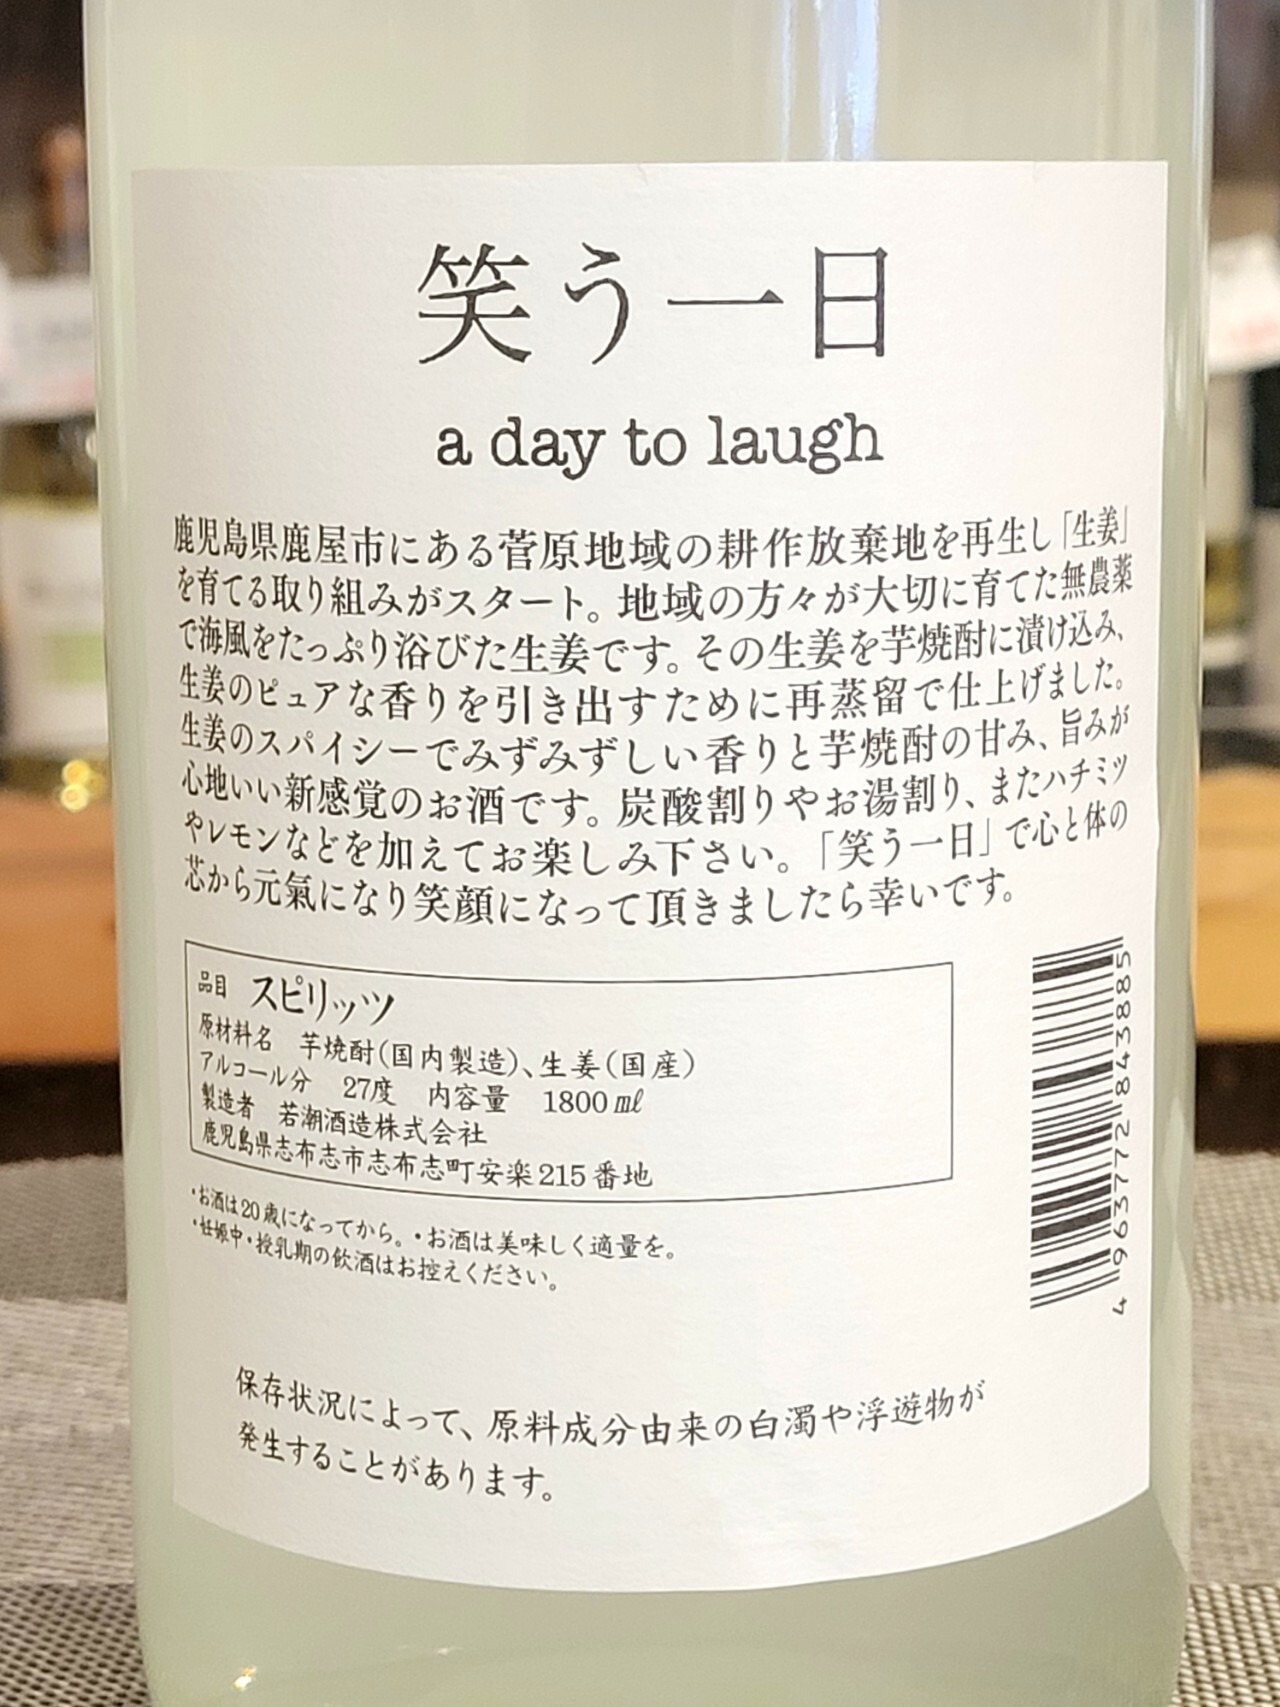 笑う一日
a day to laugh
鹿児島県鹿屋市にある菅原地域の耕作放棄地を再生し「生姜」
を育てる取り組みがスタート。地域の方々が大切に育てた無農薬
で海風をたっぷり浴びた生姜です。その生姜を芋焼酎に漬け込み、
生姜のピュアな香りを引き出すために再蒸留で仕上げました。
生姜のスパイシーでみずみずしい香りと芋焼酎の甘み、旨みが
心地いい新感覚のお酒です。炭酸割りやお湯割り、またハチミツ
やレモンなどを加えてお楽しみ下さい。「笑う一日」で心と体の
芯から元氣になり笑顔になって頂きましたら幸いです。
品目 スピリッツ
原材料名 芋焼酎(国内製造)、生姜(国産)
アルコール分 27度 内容量 1800㎖
製造者 若潮酒造株式会社
鹿児島県志布志市志布志町安楽215番地
・お酒は20歳になってから。・お酒は美味しく適量を。
・妊娠中・授乳期の飲酒はお控えください。
4963772843885
保存状況によって、原料成分由来の白濁や浮遊物が
発生することがあります。